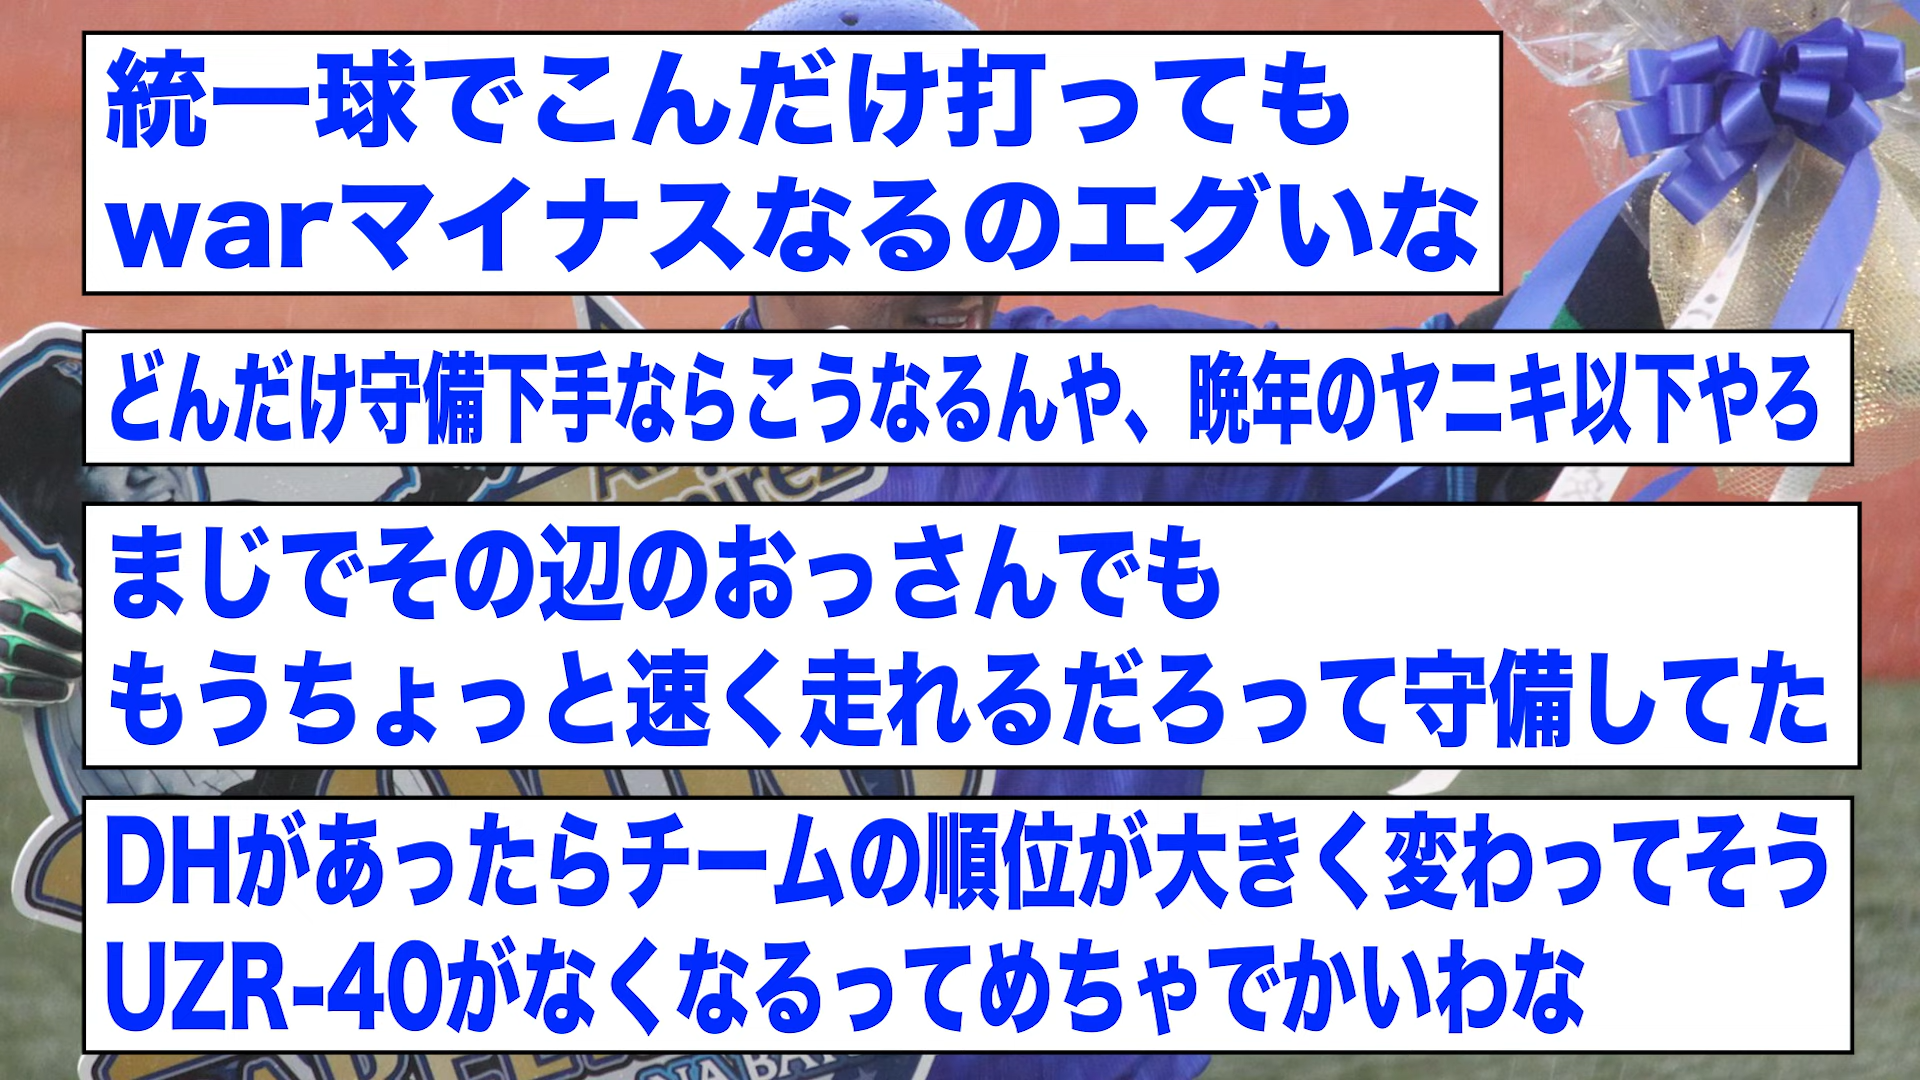 統一球でこんだけ打っても
warマイナスなるのエグいな
どんだけ守備下手ならこうなるんや、晩年のヤニキ以下やろ
まじでその辺のおっさんでも
もうちょっと速く走れるだろって守備してた
DHがあったらチームの順位が大きく変わってそう
UZR-40がなくなるってめちゃでかいわな